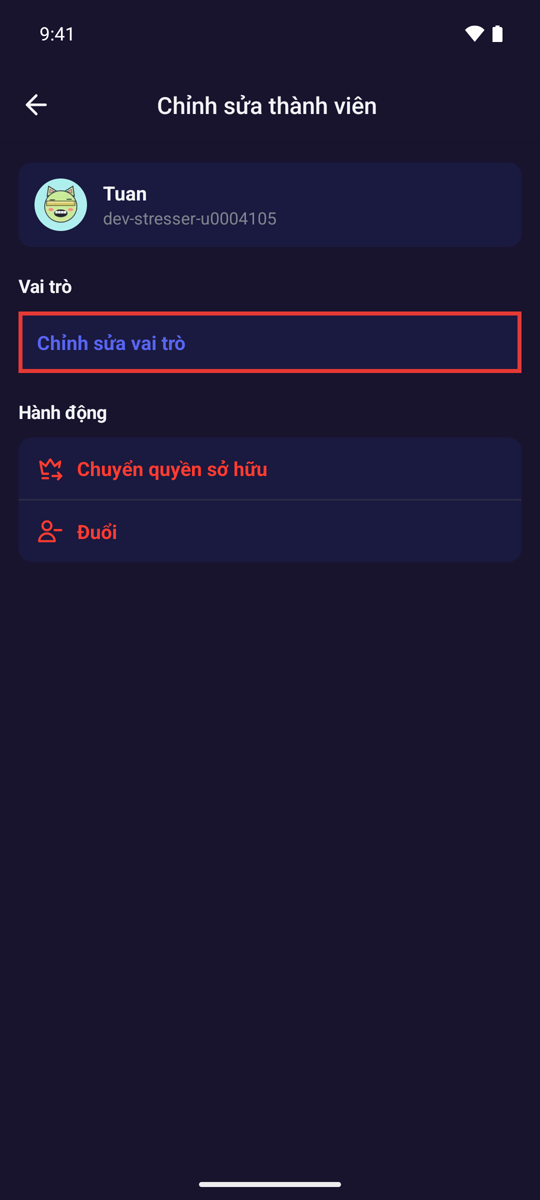 9:41
Chỉnh sửa thành viên
Tuan
dev-stresser-u0004105
Vai trò
Chỉnh sửa vai trò
Hành động
Chuyển quyền sở hữu
Đuổi